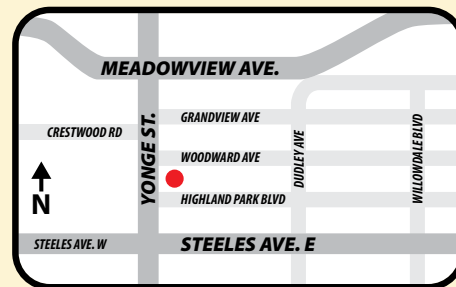 MEADOWVIEW AVE.
GRANDVIEW AVE
CRESTWOOD RD
YONGE ST.
WOODWARD AVE
DUDLEY AVE
WILLOWDALE BLVD
N
HIGHLAND PARK BLVD
STEELES AVE. W
STEELES AVE. E